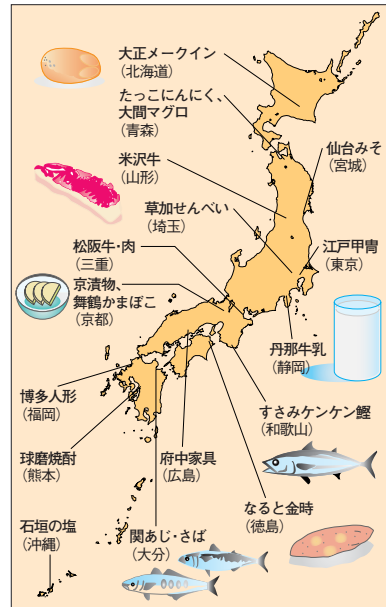 大正メークイン
（北海道）
たっこにんにく、
大間マグロ
（青森）
仙台みそ
（宮城）
米沢牛
（山形）
草加せんべい
（埼玉）
松阪牛・肉
（三重）
江戸甲冑
（東京）
京漬物、
舞鶴かまぼこ
（京都）
丹那牛乳
（静岡）
博多人形
（福岡）
すさみケンケン鰹
（和歌山）
球磨焼酎
（熊本）
府中家具
（広島）
なると金時
（徳島）
石垣の塩
（沖縄）
関あじ・さば
（大分）